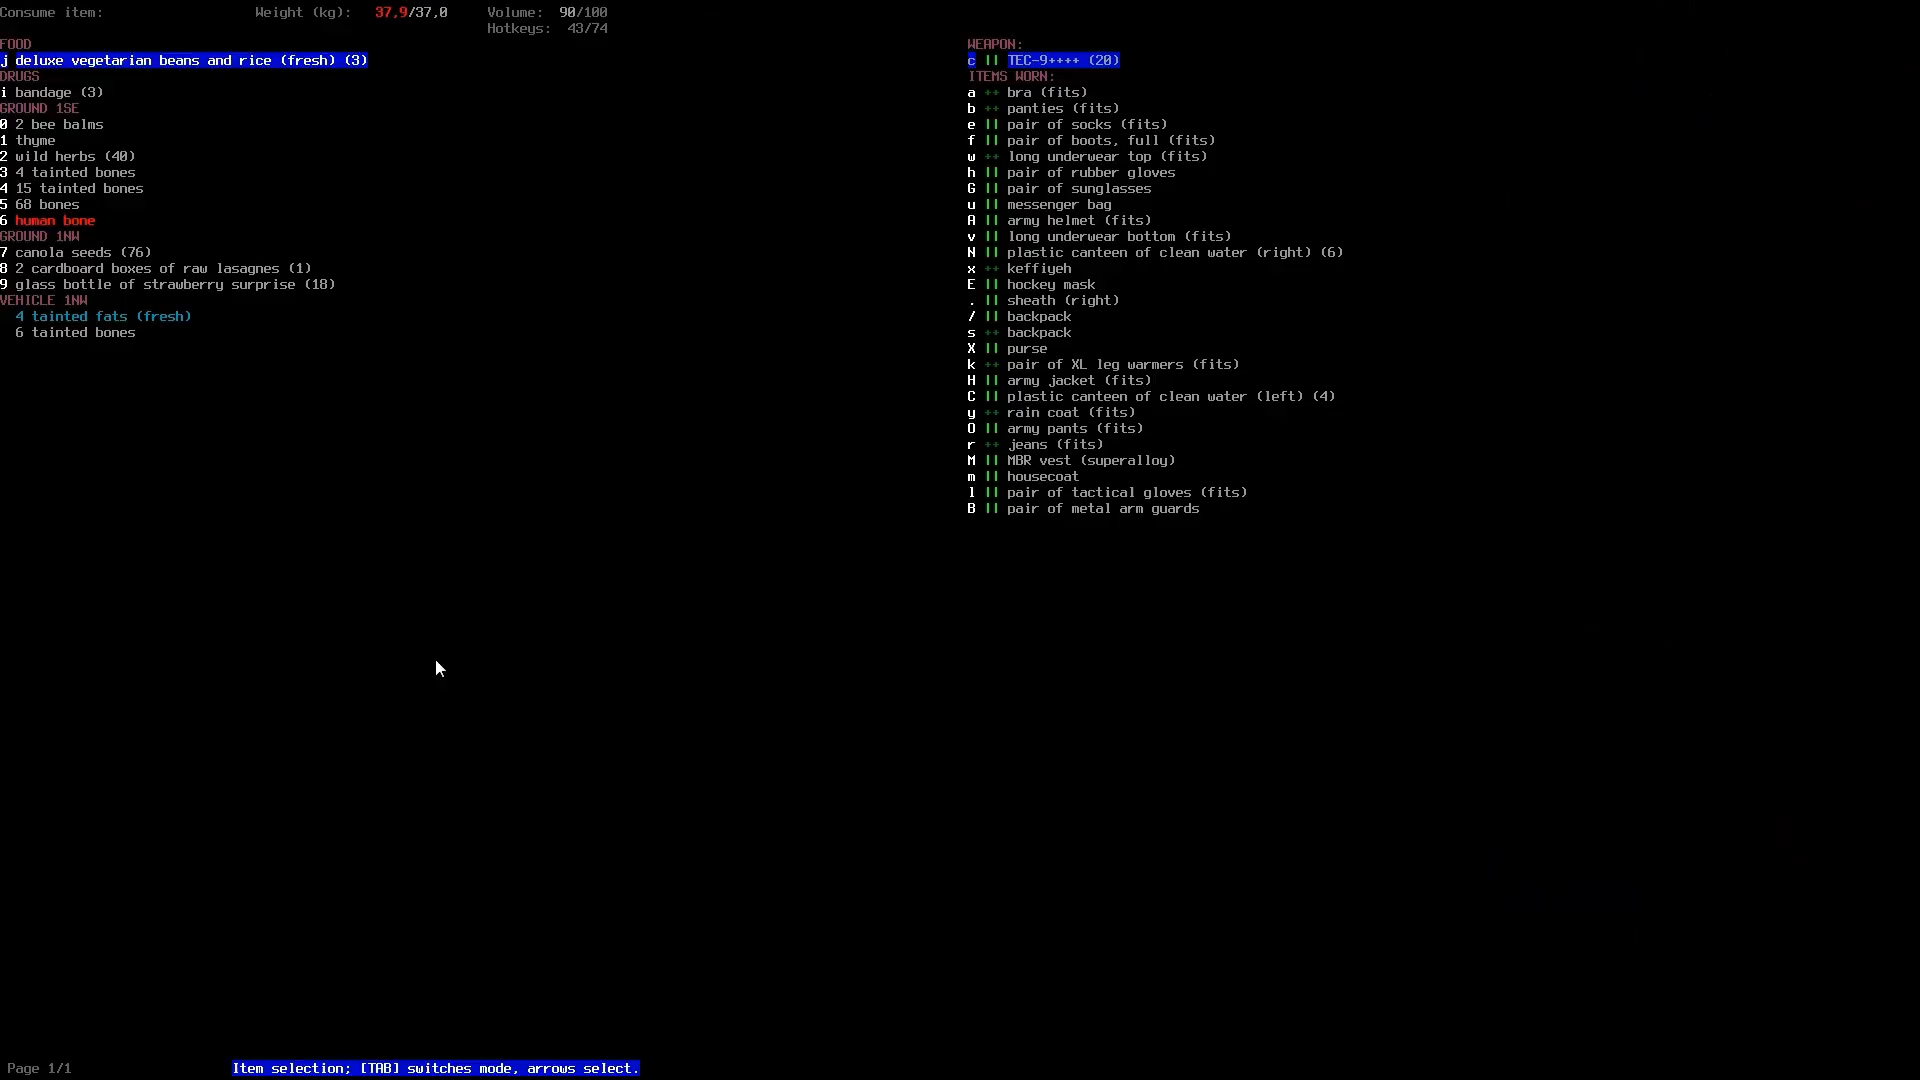 Consume item: Weight (kg): 37,9/37,0 Volume: 90/100
Hotkeys: 43/74
FOOD
j deluxe vegetarian beans and rice (fresh) (3)
DRUGS
i bandage (3)
GROUND 1SE
0 2 bee balms
1 thyme
2 wild herbs (40)
3 4 tainted bones
4 15 tainted bones
5 68 bones
6 human bone
GROUND 1NW
7 canola seeds (76)
8 2 cardboard boxes of raw lasagnes (1)
9 glass bottle of strawberry surprise (18)
VEHICLE 1NW
4 tainted fats (fresh)
6 tainted bones
WEAPON:
c || TEC-9++++ (20)
ITEMS WORN:
a ++ bra (fits)
b ++ panties (fits)
e || pair of socks (fits)
f || pair of boots, full (fits)
w ++ long underwear top (fits)
h || pair of rubber gloves
G || pair of sunglasses
u || messenger bag
A || army helmet (fits)
v || long underwear bottom (fits)
N || plastic canteen of clean water (right) (6)
x ++ keffiyeh
E || hockey mask
. || sheath (right)
/ || backpack
s ++ backpack
X || purse
k ++ pair of XL leg warmers (fits)
H || army jacket (fits)
C || plastic canteen of clean water (left) (4)
y ++ rain coat (fits)
O || army pants (fits)
r ++ jeans (fits)
M || MBR vest (superalloy)
m || housecoat
l || pair of tactical gloves (fits)
B || pair of metal arm guards
Page 1/1 Item selection; [TAB] switches mode, arrows select.